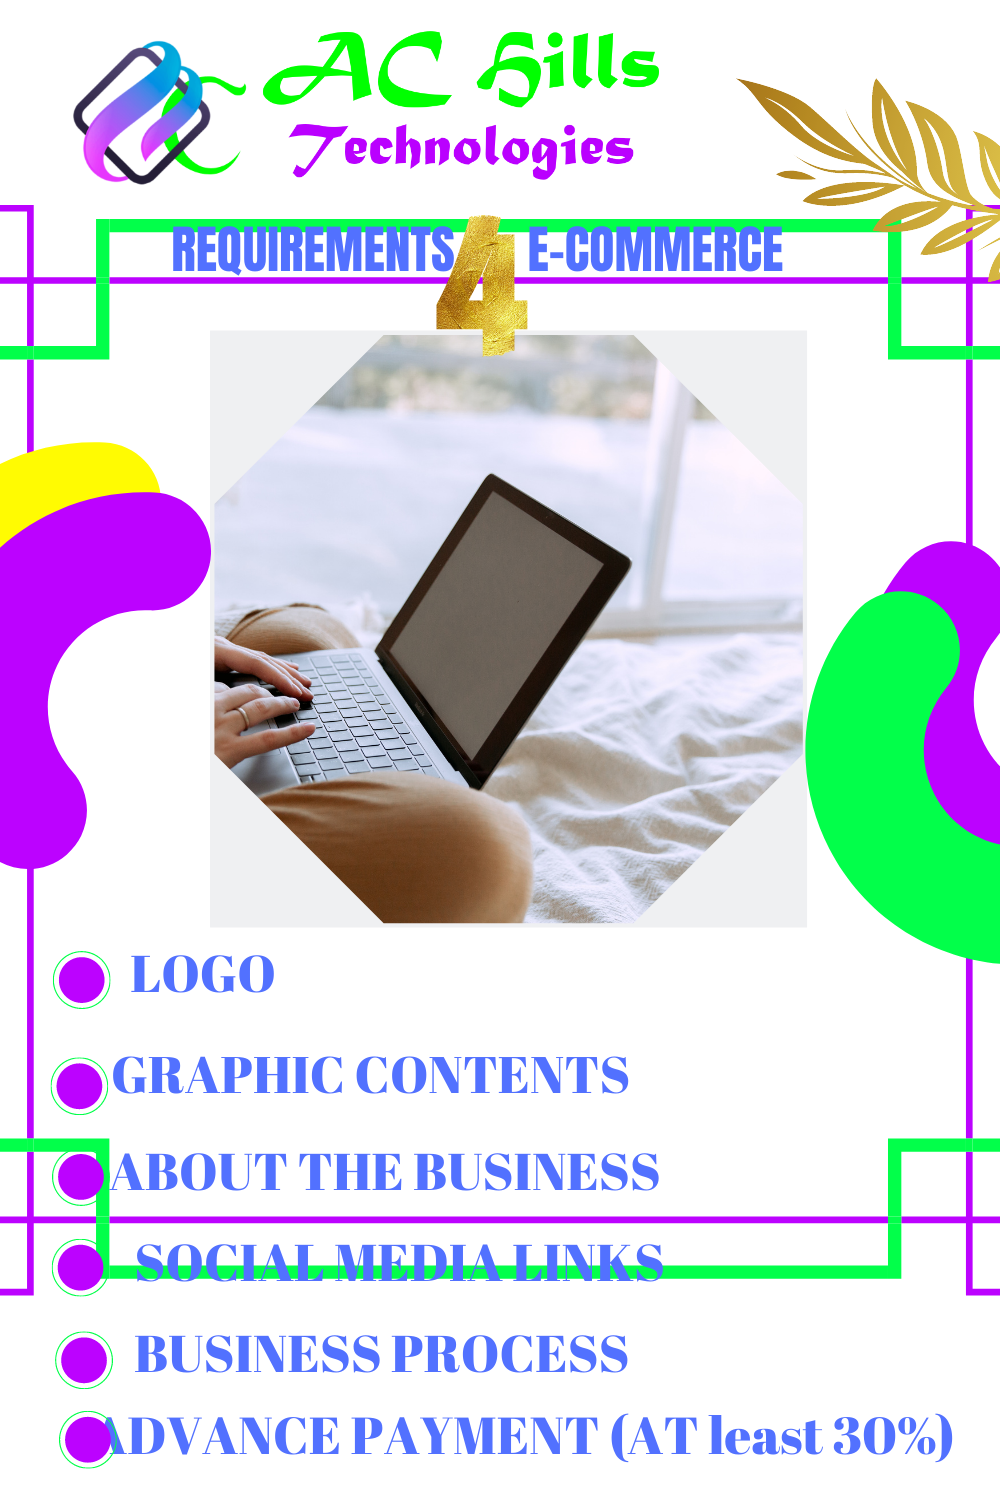 AC Hills
Technologies
REQUIREMENTS 4 E-COMMERCE
LOGO
GRAPHIC CONTENTS
ABOUT THE BUSINESS
SOCIAL MEDIA LINKS
BUSINESS PROCESS
ADVANCE PAYMENT (AT least 30%)